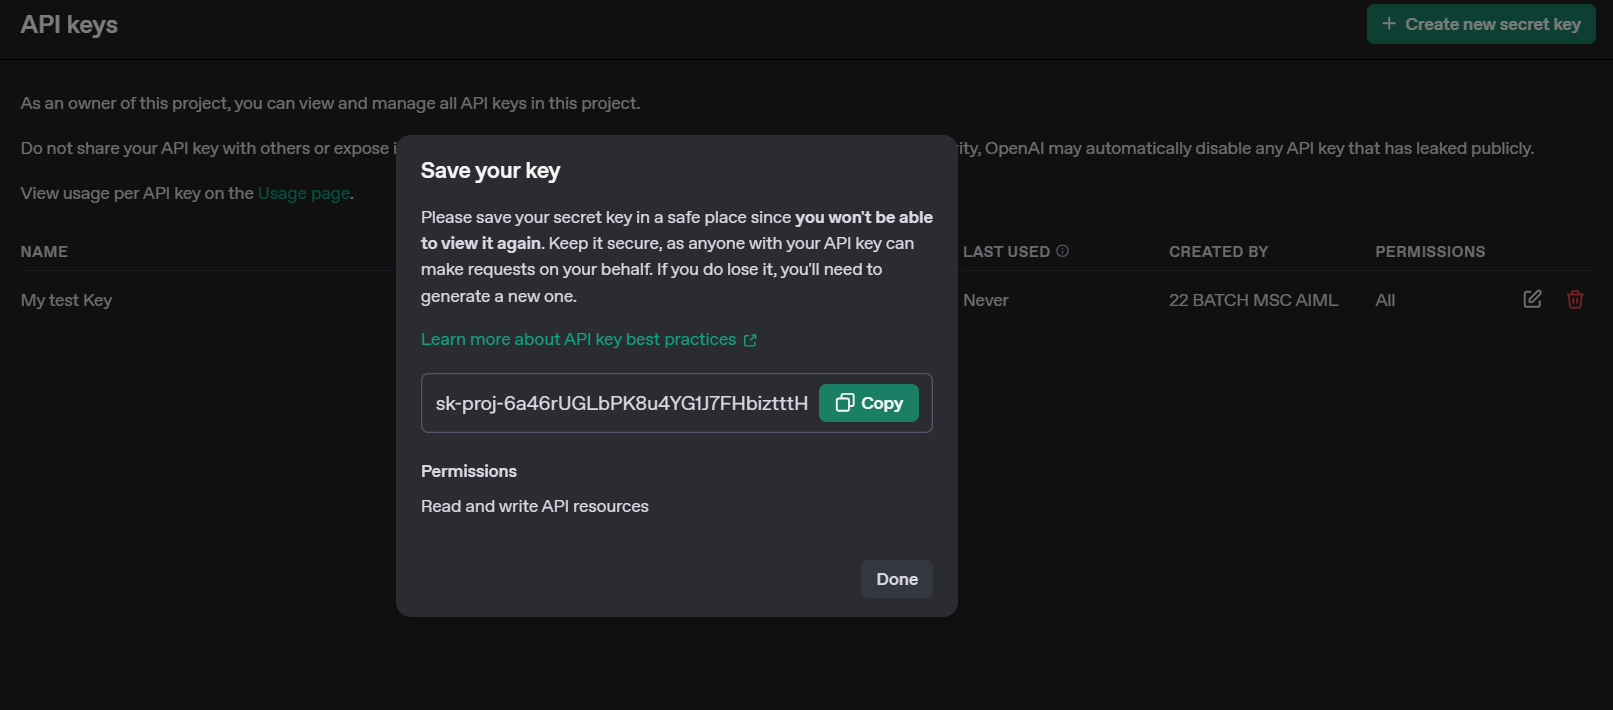 API keys
+ Create new secret key
As an owner of this project, you can view and manage all API keys in this project.
Do not share your API key with others or expose i
rity, OpenAI may automatically disable any API key that has leaked publicly.
View usage per API key on the Usage page.
NAME
LAST USED
CREATED BY
PERMISSIONS
My test Key
Never
22 BATCH MSC AIML
All
Save your key
Please save your secret key in a safe place since you won't be able
to view it again. Keep it secure, as anyone with your API key can
make requests on your behalf. If you do lose it, you'll need to
generate a new one.
Learn more about API key best practices
sk-proj-6a46rUGLbPK8u4YG1J7FHbiztttH
Copy
Permissions
Read and write API resources
Done